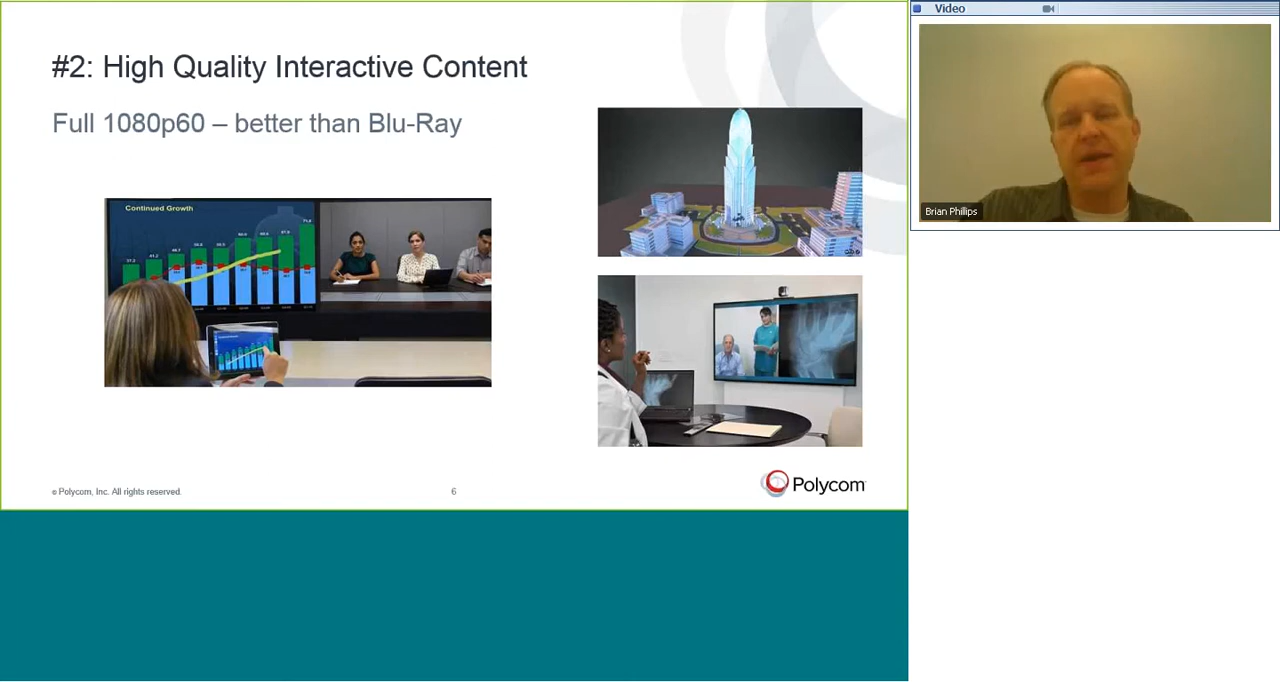 #2: High Quality Interactive Content
Full 1080p60 – better than Blu-Ray
Continued Growth
© Polycom, Inc. All rights reserved.
6
Polycom
Video
Brian Phillips